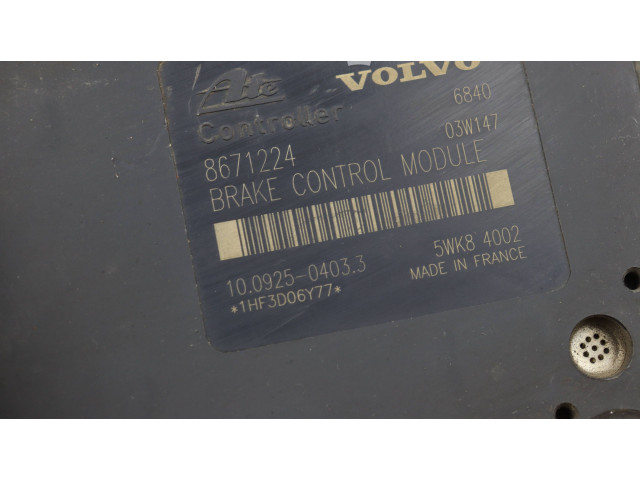 Ate VOLVO
Controller 6840
03W147
8671224
BRAKE CONTROL MODULE
10.0925-0403.3 5WK8 4002
*1HF3D06Y77* MADE IN FRANCE